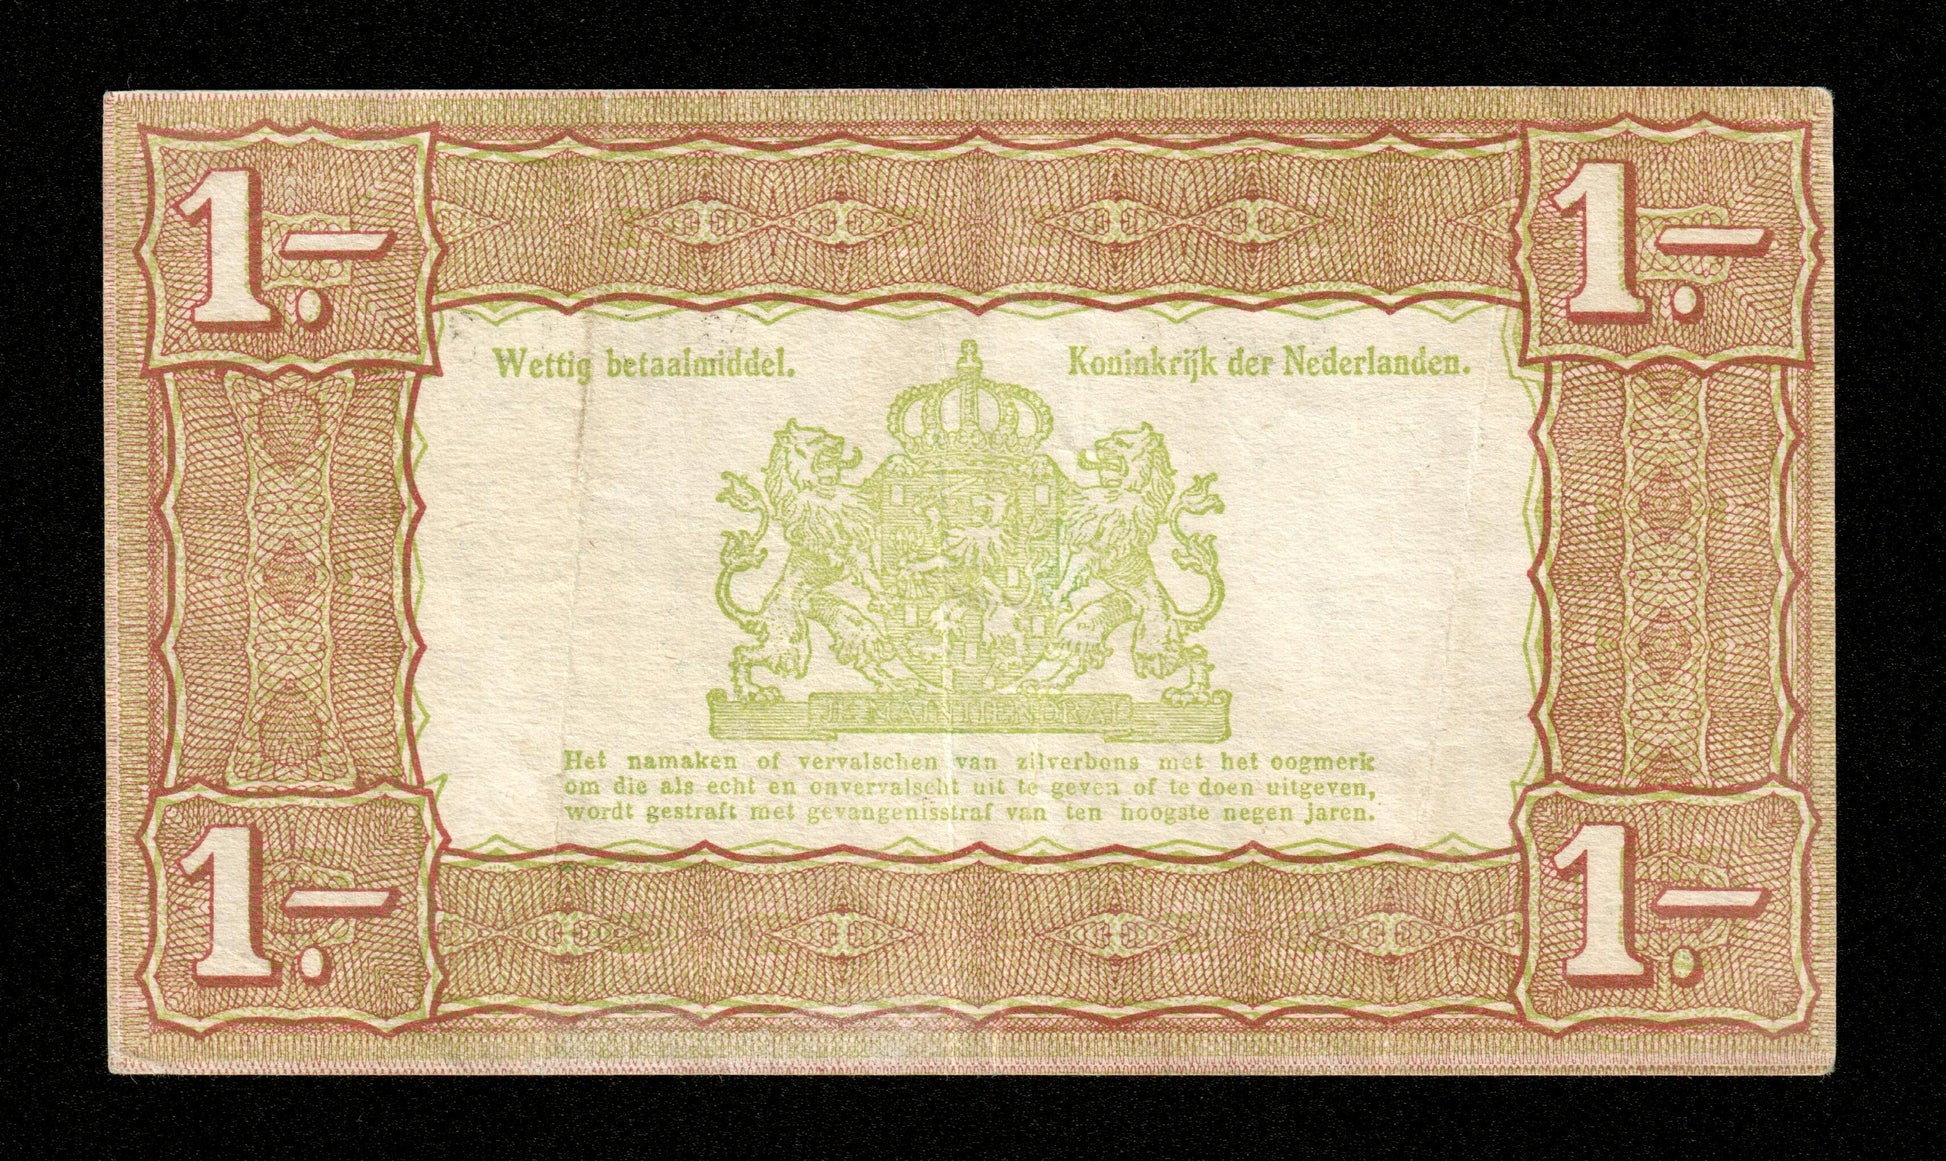 1.-
1.-
Wettig betaalmiddel.
Koninkrijk der Nederlanden.
JE MAINTIENDRAI
Het namaken of vervalschen van zilverbons met het oogmerk
om die als echt en onvervalscht uit te geven of te doen uitgeven,
wordt gestraft met gevangenisstraf van ten hoogste negen jaren.
1.-
1.-